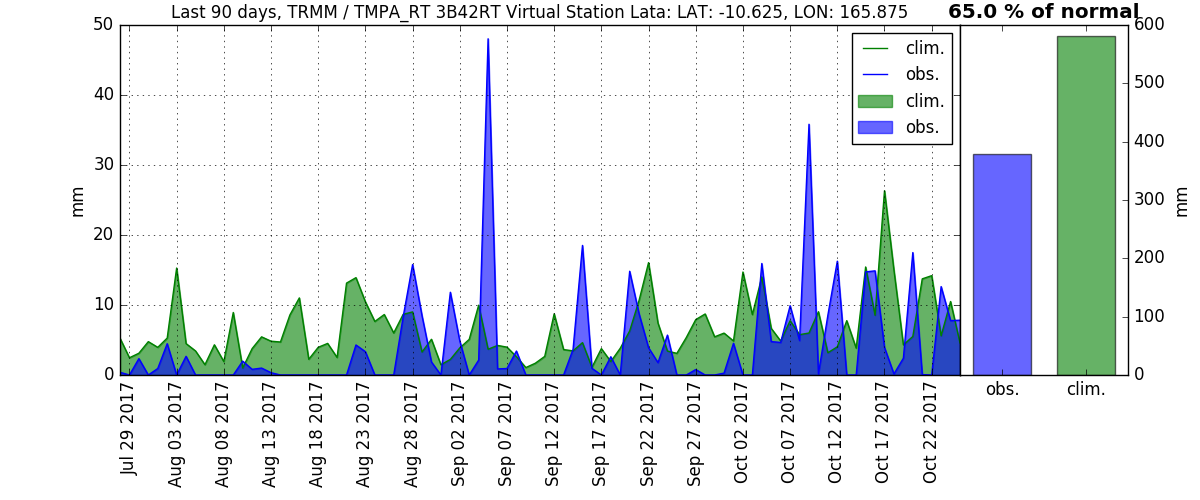 Last 90 days, TRMM / TMPA_RT 3B42RT Virtual Station Lata: LAT: -10.625, LON: 165.875
65.0 % of normal
50
40
30
20
10
0
mm
clim.
obs.
clim.
obs.
600
500
400
300
200
100
0
mm
obs.
clim.
Jul 29 2017
Aug 03 2017
Aug 08 2017
Aug 13 2017
Aug 18 2017
Aug 23 2017
Aug 28 2017
Sep 02 2017
Sep 07 2017
Sep 12 2017
Sep 17 2017
Sep 22 2017
Sep 27 2017
Oct 02 2017
Oct 07 2017
Oct 12 2017
Oct 17 2017
Oct 22 2017